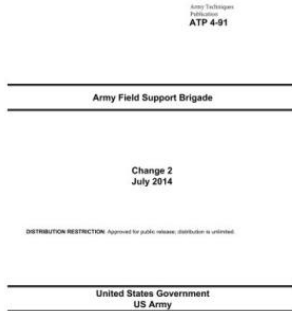 Army Techniques
Publication
ATP 4-91
Army Field Support Brigade
Change 2
July 2014
DISTRIBUTION RESTRICTION: Approved for public release; distribution is unlimited.
United States Government
US Army